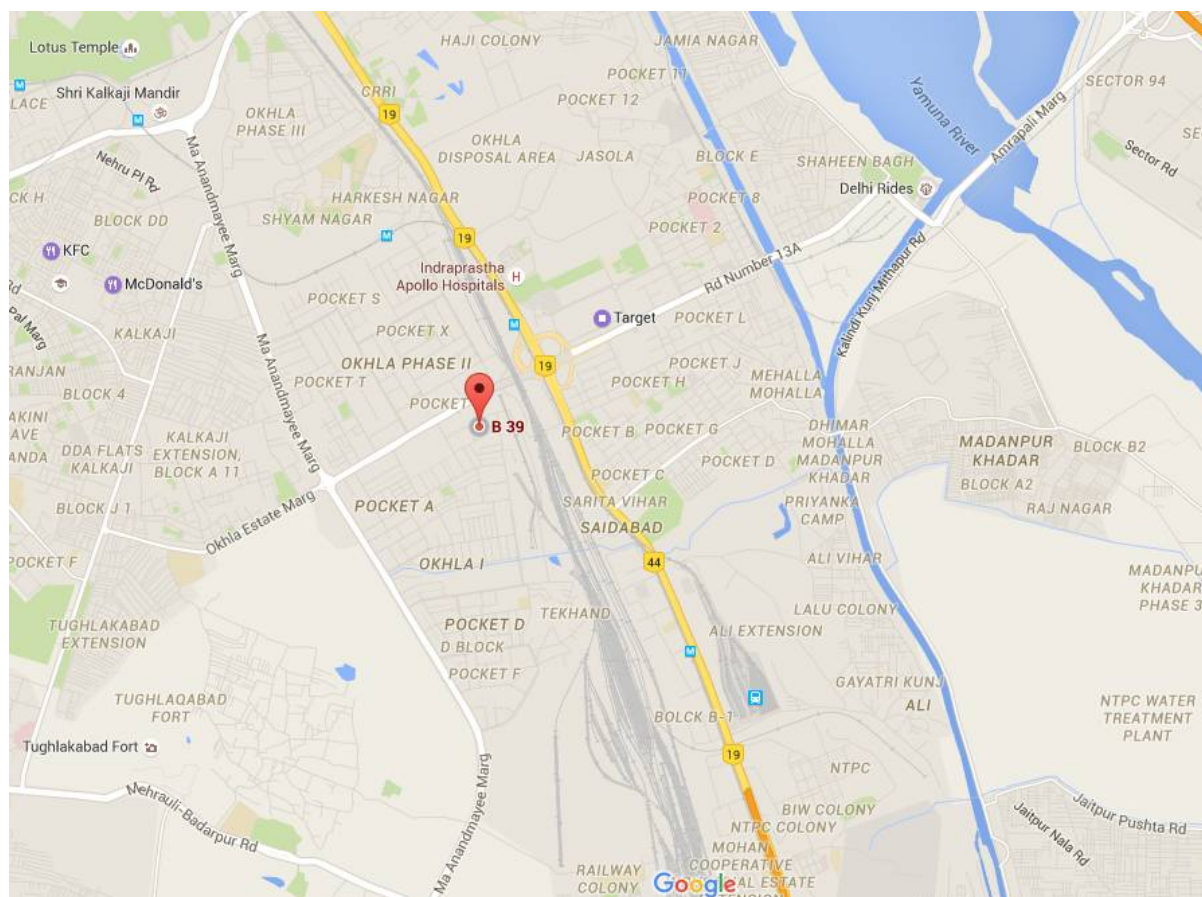 Lotus Temple
HAJI COLONY
JAMIA NAGAR
POCKET 11
Yamuna River
SECTOR 94
Shri Kalkaji Mandir
CRRI
POCKET 12
Amrapali Marg
PLACE
19
OKHLA
PHASE III
OKHLA
DISPOSAL AREA
JASOLA
BLOCK E
SHAHEEN BAGH
Sector Rd
Nehru Pl Rd
Ma Anandmayee Marg
HARKESH NAGAR
POCKET 8
Delhi Rides
CK H
BLOCK DD
SHYAM NAGAR
POCKET 2
19
KFC
McDonald's
Indraprastha
Apollo Hospitals
H
Rd Number 13A
Kalindi Kunj Mithapur Rd
Rd
Pal Marg
POCKET S
Target
POCKET L
KALKAJI
POCKET X
Ma Anandmayee Marg
RANJAN
OKHLA PHASE II
19
POCKET J
MEHALLA
MOHALLA
BLOCK 4
POCKET T
POCKET H
POCKET
B 39
AKINI
AVE
ANDA
DDA FLATS
KALKAJI
KALKAJI
EXTENSION,
BLOCK A 11
POCKET B
POCKET G
DHIMAR
MOHALLA
MADANPUR
KHADAR
MADANPUR
KHADAR
BLOCK B2
POCKET C
POCKET D
BLOCK A2
BLOCK J 1
POCKET A
SARITA VIHAR
PRIYANKA
CAMP
RAJ NAGAR
Okhla Estate Marg
SAIDABAD
POCKET F
OKHLA I
44
ALI VIHAR
MADANPU
KHADAR
PHASE 3
TEKHAND
LALU COLONY
TUGHLAKABAD
EXTENSION
POCKET D
D BLOCK
ALI EXTENSION
POCKET F
GAYATRI KUNJ
TUGHLAQABAD
FORT
BOLCK B-1
ALI
NTPC WATER
TREATMENT
PLANT
Tughlakabad Fort
19
NTPC
Mehrauli-Badarpur Rd
Ma Anandmayee Marg
BIW COLONY
NTPC COLONY
Jaitpur Pushta Rd
Jaitpur Nala Rd
MOHAN
COOPERATIVE
RAILWAY
COLONY
Google
ESTATE